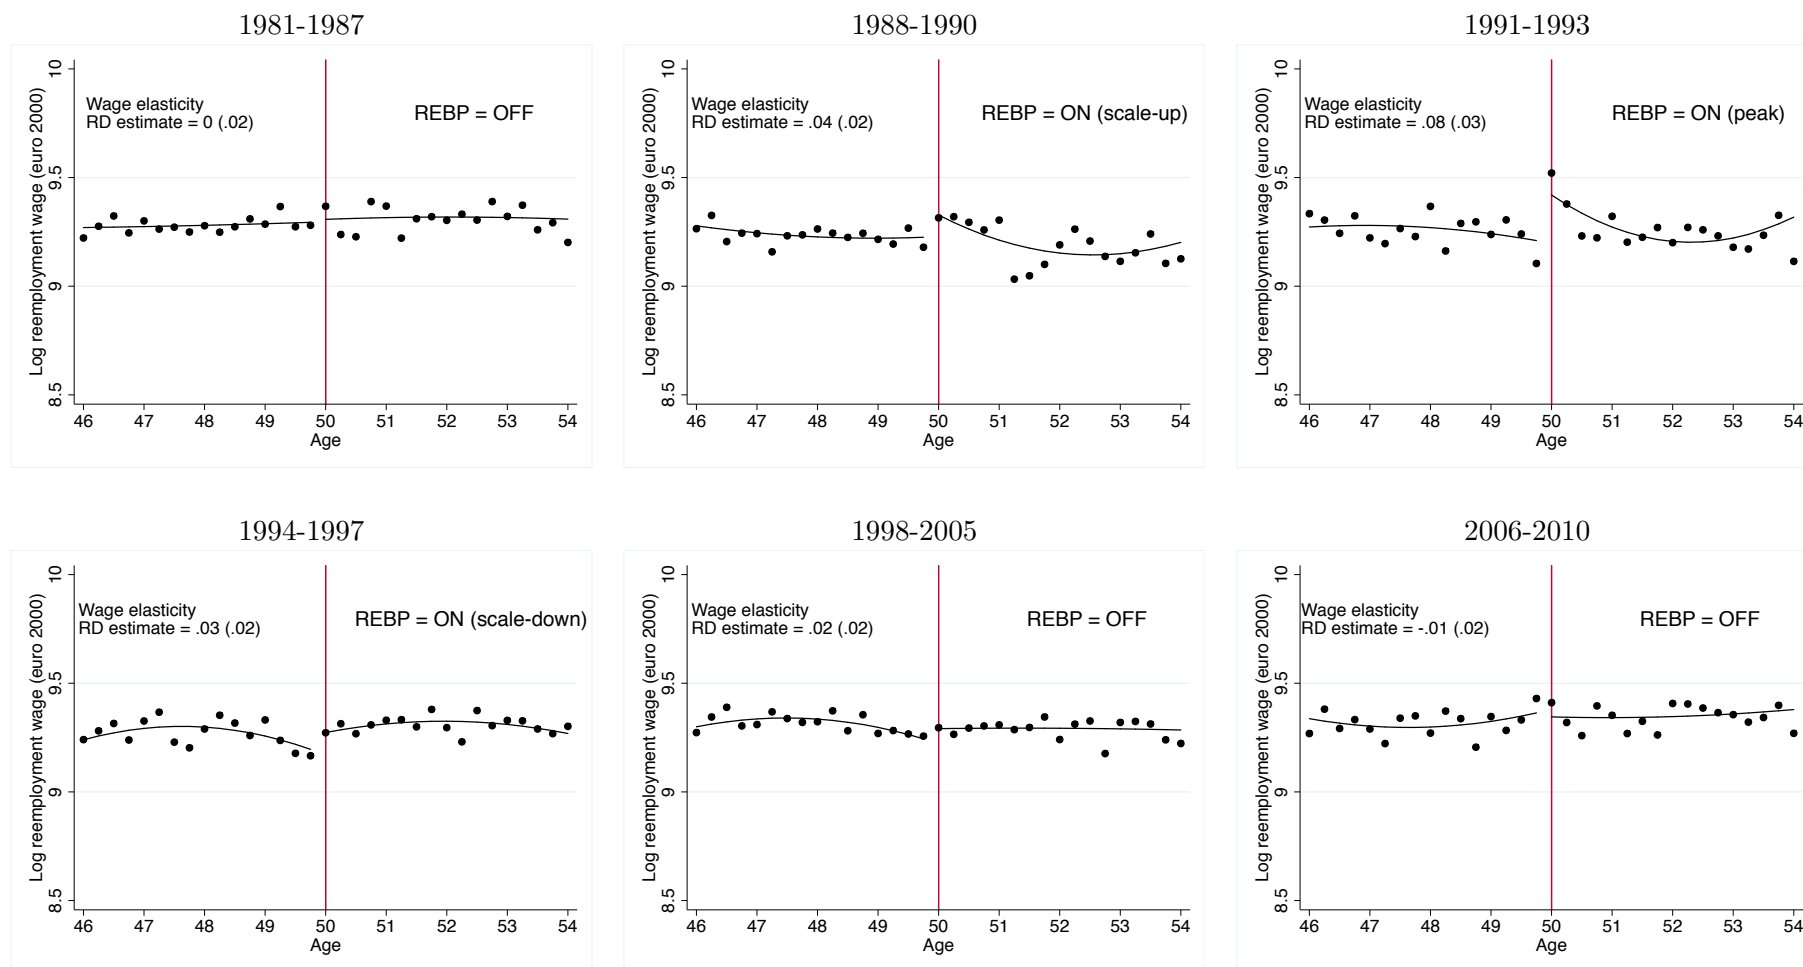 1981-1987
Log reemployment wage (euro 2000)
10
9.5
9
8.5
Wage elasticity
RD estimate = 0 (.02)
REBP = OFF
46 47 48 49 50 51 52 53 54
Age
1988-1990
Log reemployment wage (euro 2000)
10
9.5
9
8.5
Wage elasticity
RD estimate = .04 (.02)
REBP = ON (scale-up)
46 47 48 49 50 51 52 53 54
Age
1991-1993
Log reemployment wage (euro 2000)
10
9.5
9
8.5
Wage elasticity
RD estimate = .08 (.03)
REBP = ON (peak)
46 47 48 49 50 51 52 53 54
Age
1994-1997
Log reemployment wage (euro 2000)
10
9.5
9
8.5
Wage elasticity
RD estimate = .03 (.02)
REBP = ON (scale-down)
46 47 48 49 50 51 52 53 54
Age
1998-2005
Log reemployment wage (euro 2000)
10
9.5
9
8.5
Wage elasticity
RD estimate = .02 (.02)
REBP = OFF
46 47 48 49 50 51 52 53 54
Age
2006-2010
Log reemployment wage (euro 2000)
10
9.5
9
8.5
Wage elasticity
RD estimate = -.01 (.02)
REBP = OFF
46 47 48 49 50 51 52 53 54
Age